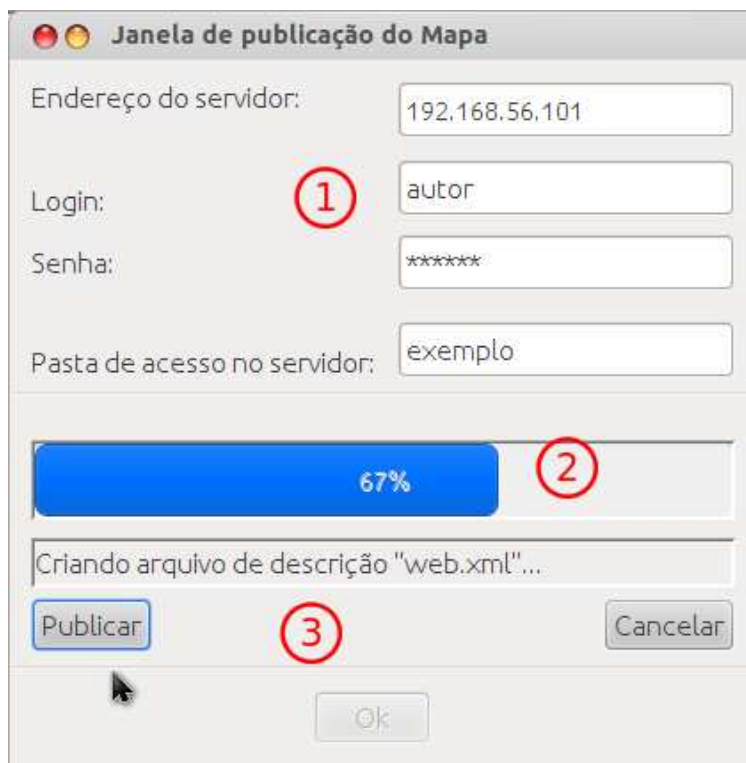 Janela de publicação do Mapa
Endereço do servidor:
192.168.56.101
1
Login:
autor
Senha:
******
Pasta de acesso no servidor:
exemplo
67%
2
Criando arquivo de descrição "web.xml"...
Publicar
3
Cancelar
Ok